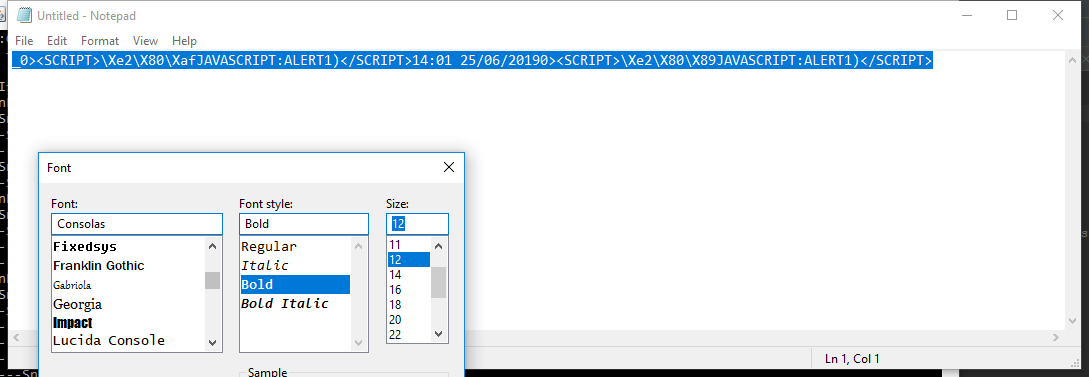 Untitled - Notepad
File Edit Format View Help
_0><SCRIPT>\Xe2\X80\XafJAVASCRIPT:ALERT1)</SCRIPT>14:01 25/06/20190><SCRIPT>\Xe2\X80\X89JAVASCRIPT:ALERT1)</SCRIPT>
Font
Font: Font style: Size:
Consolas Bold 12
Fixedsys Regular 11
Franklin Gothic Italic 12
Gabriola Bold 14
Georgia Bold Italic 16
Impact 18
Lucida Console 20
22
Sample
Ln 1, Col 1